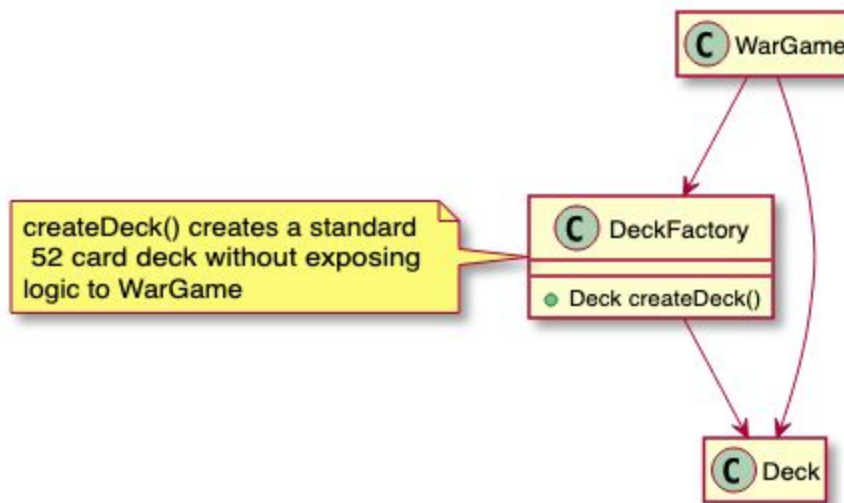 C WarGame
createDeck() creates a standard
52 card deck without exposing
logic to WarGame
C DeckFactory
Deck createDeck()
C Deck